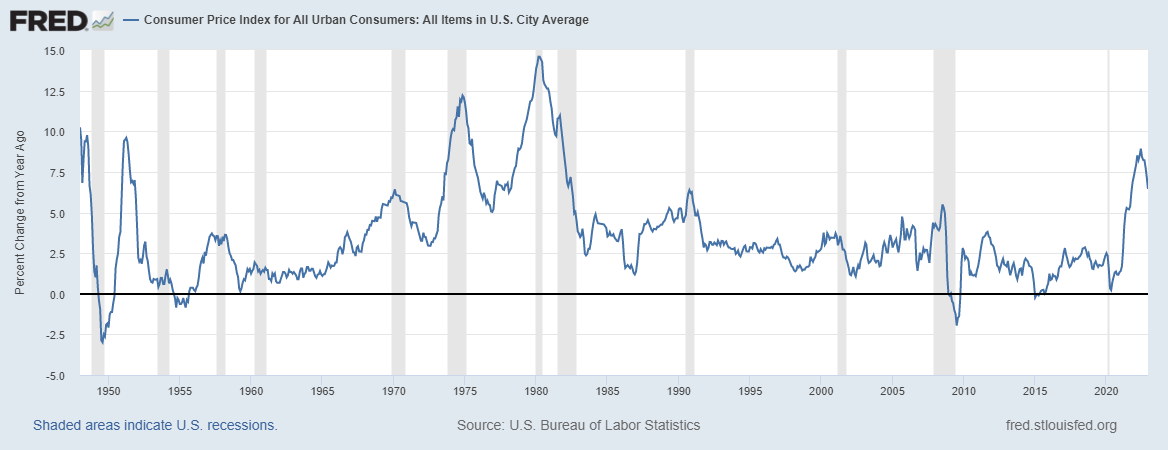 FRED
Consumer Price Index for All Urban Consumers: All Items in U.S. City Average
Percent Change from Year Ago
15.0
12.5
10.0
7.5
5.0
2.5
0.0
-2.5
-5.0
1950 1955 1960 1965 1970 1975 1980 1985 1990 1995 2000 2005 2010 2015 2020
Shaded areas indicate U.S. recessions. Source: U.S. Bureau of Labor Statistics fred.stlouisfed.org